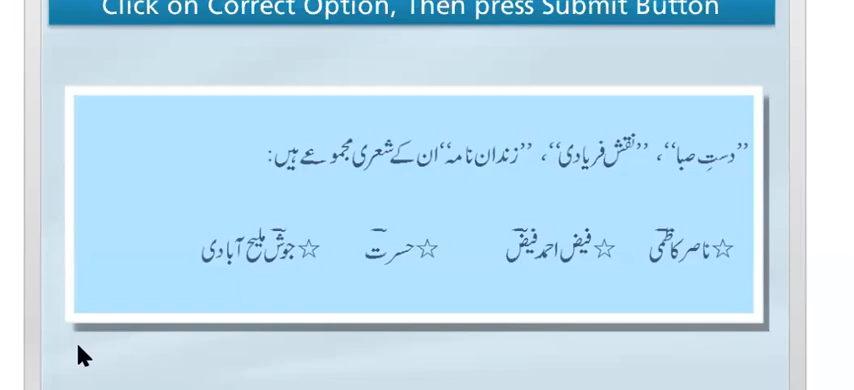 Click on Correct Option, Then press Submit Button
”دستِ صبا“، ”نقش فریادی“، ”زنداں نامہ“ ان کے شعری مجموعے ہیں:
☆ناصر کاظمی ☆فیض احمد فیضؔ ☆حسرتؔ ☆جوشؔ ملیح آبادی